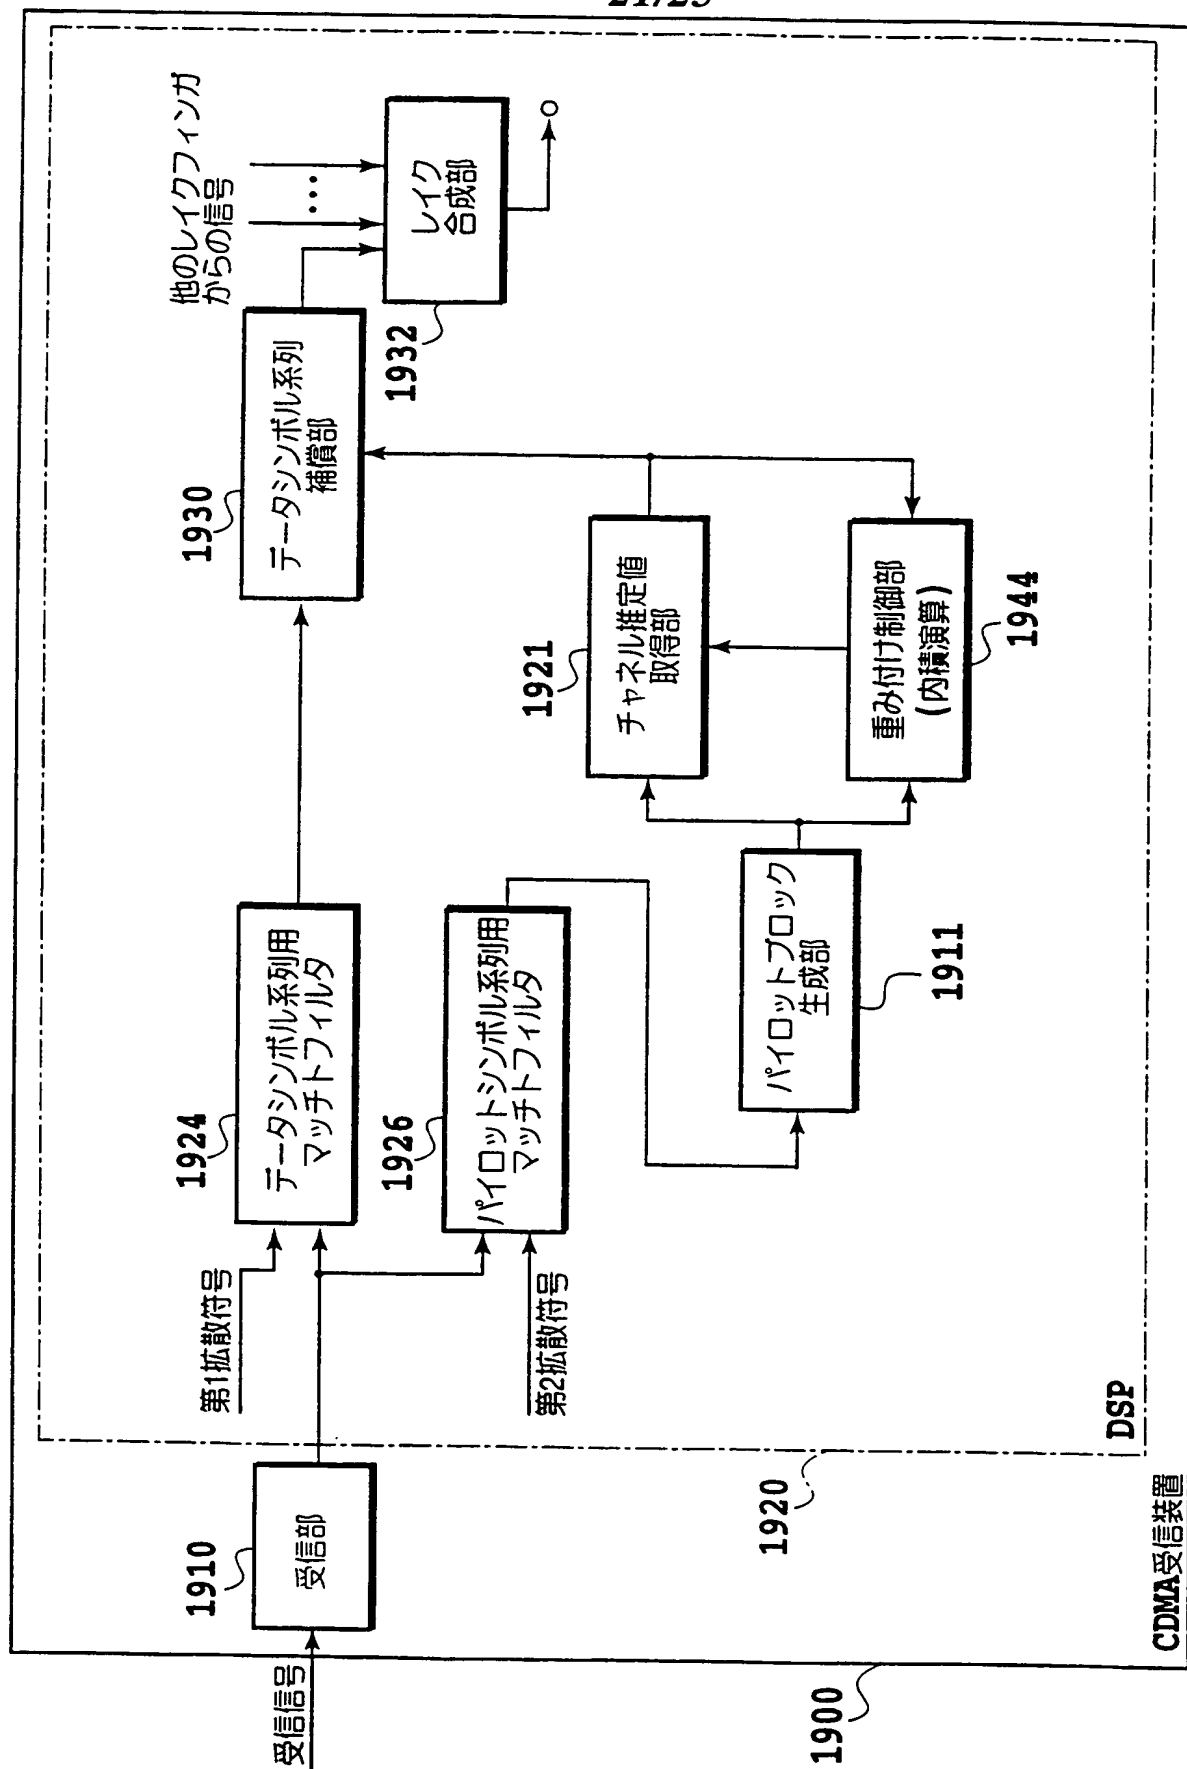 21/25
受信信号
1910
受信部
第1拡散符号
1924
データシンボル系列用
マッチトフィルタ
第2拡散符号
1926
パイロットシンボル系列用
マッチトフィルタ
1911
パイロットブロック
生成部
1921
チャネル推定値
取得部
1944
重み付け制御部
(内積演算)
1930
データシンボル系列
補償部
他のレイクフィンガ
からの信号
...
1932
レイク
合成部
1920
DSP
1900
CDMA受信装置